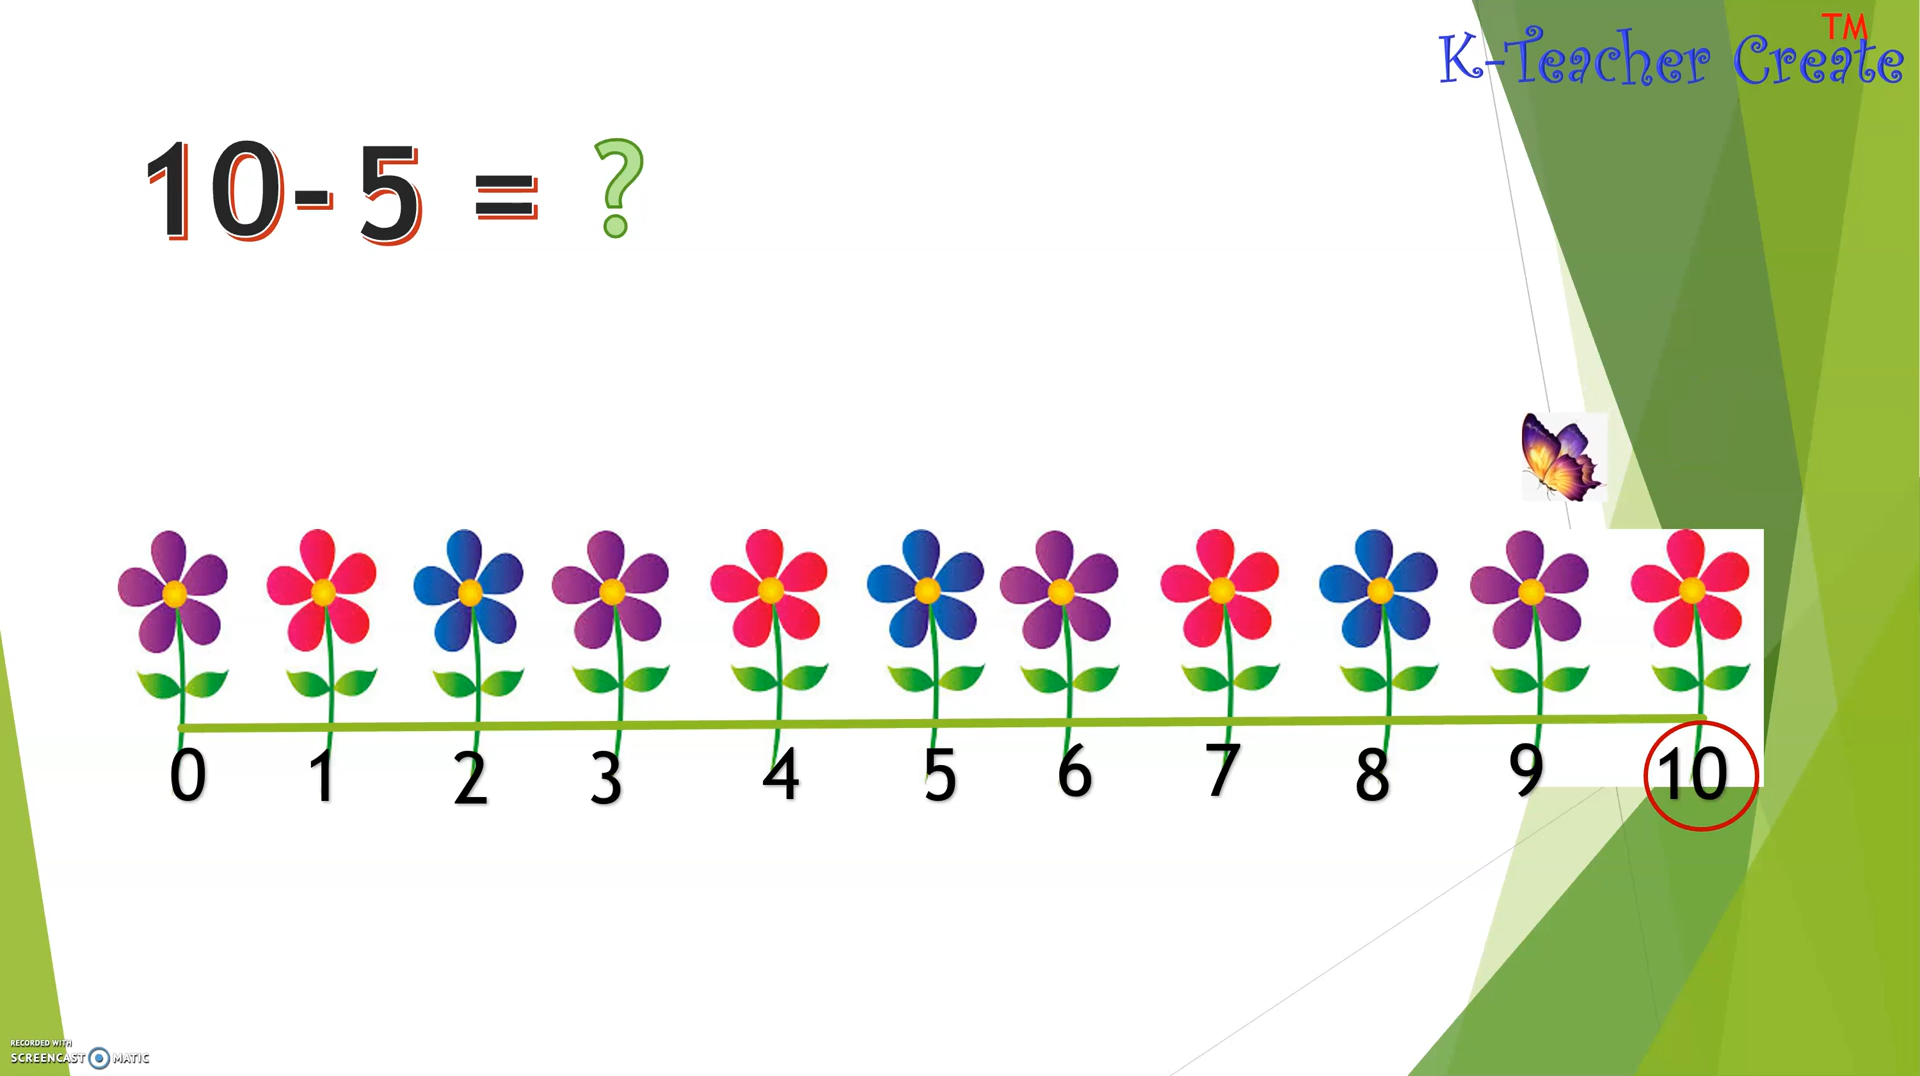 K-Teacher Create TM
10- 5 = ?
0 1 2 3 4 5 6 7 8 9 10
RECORDED WITH
SCREENCAST MATIC